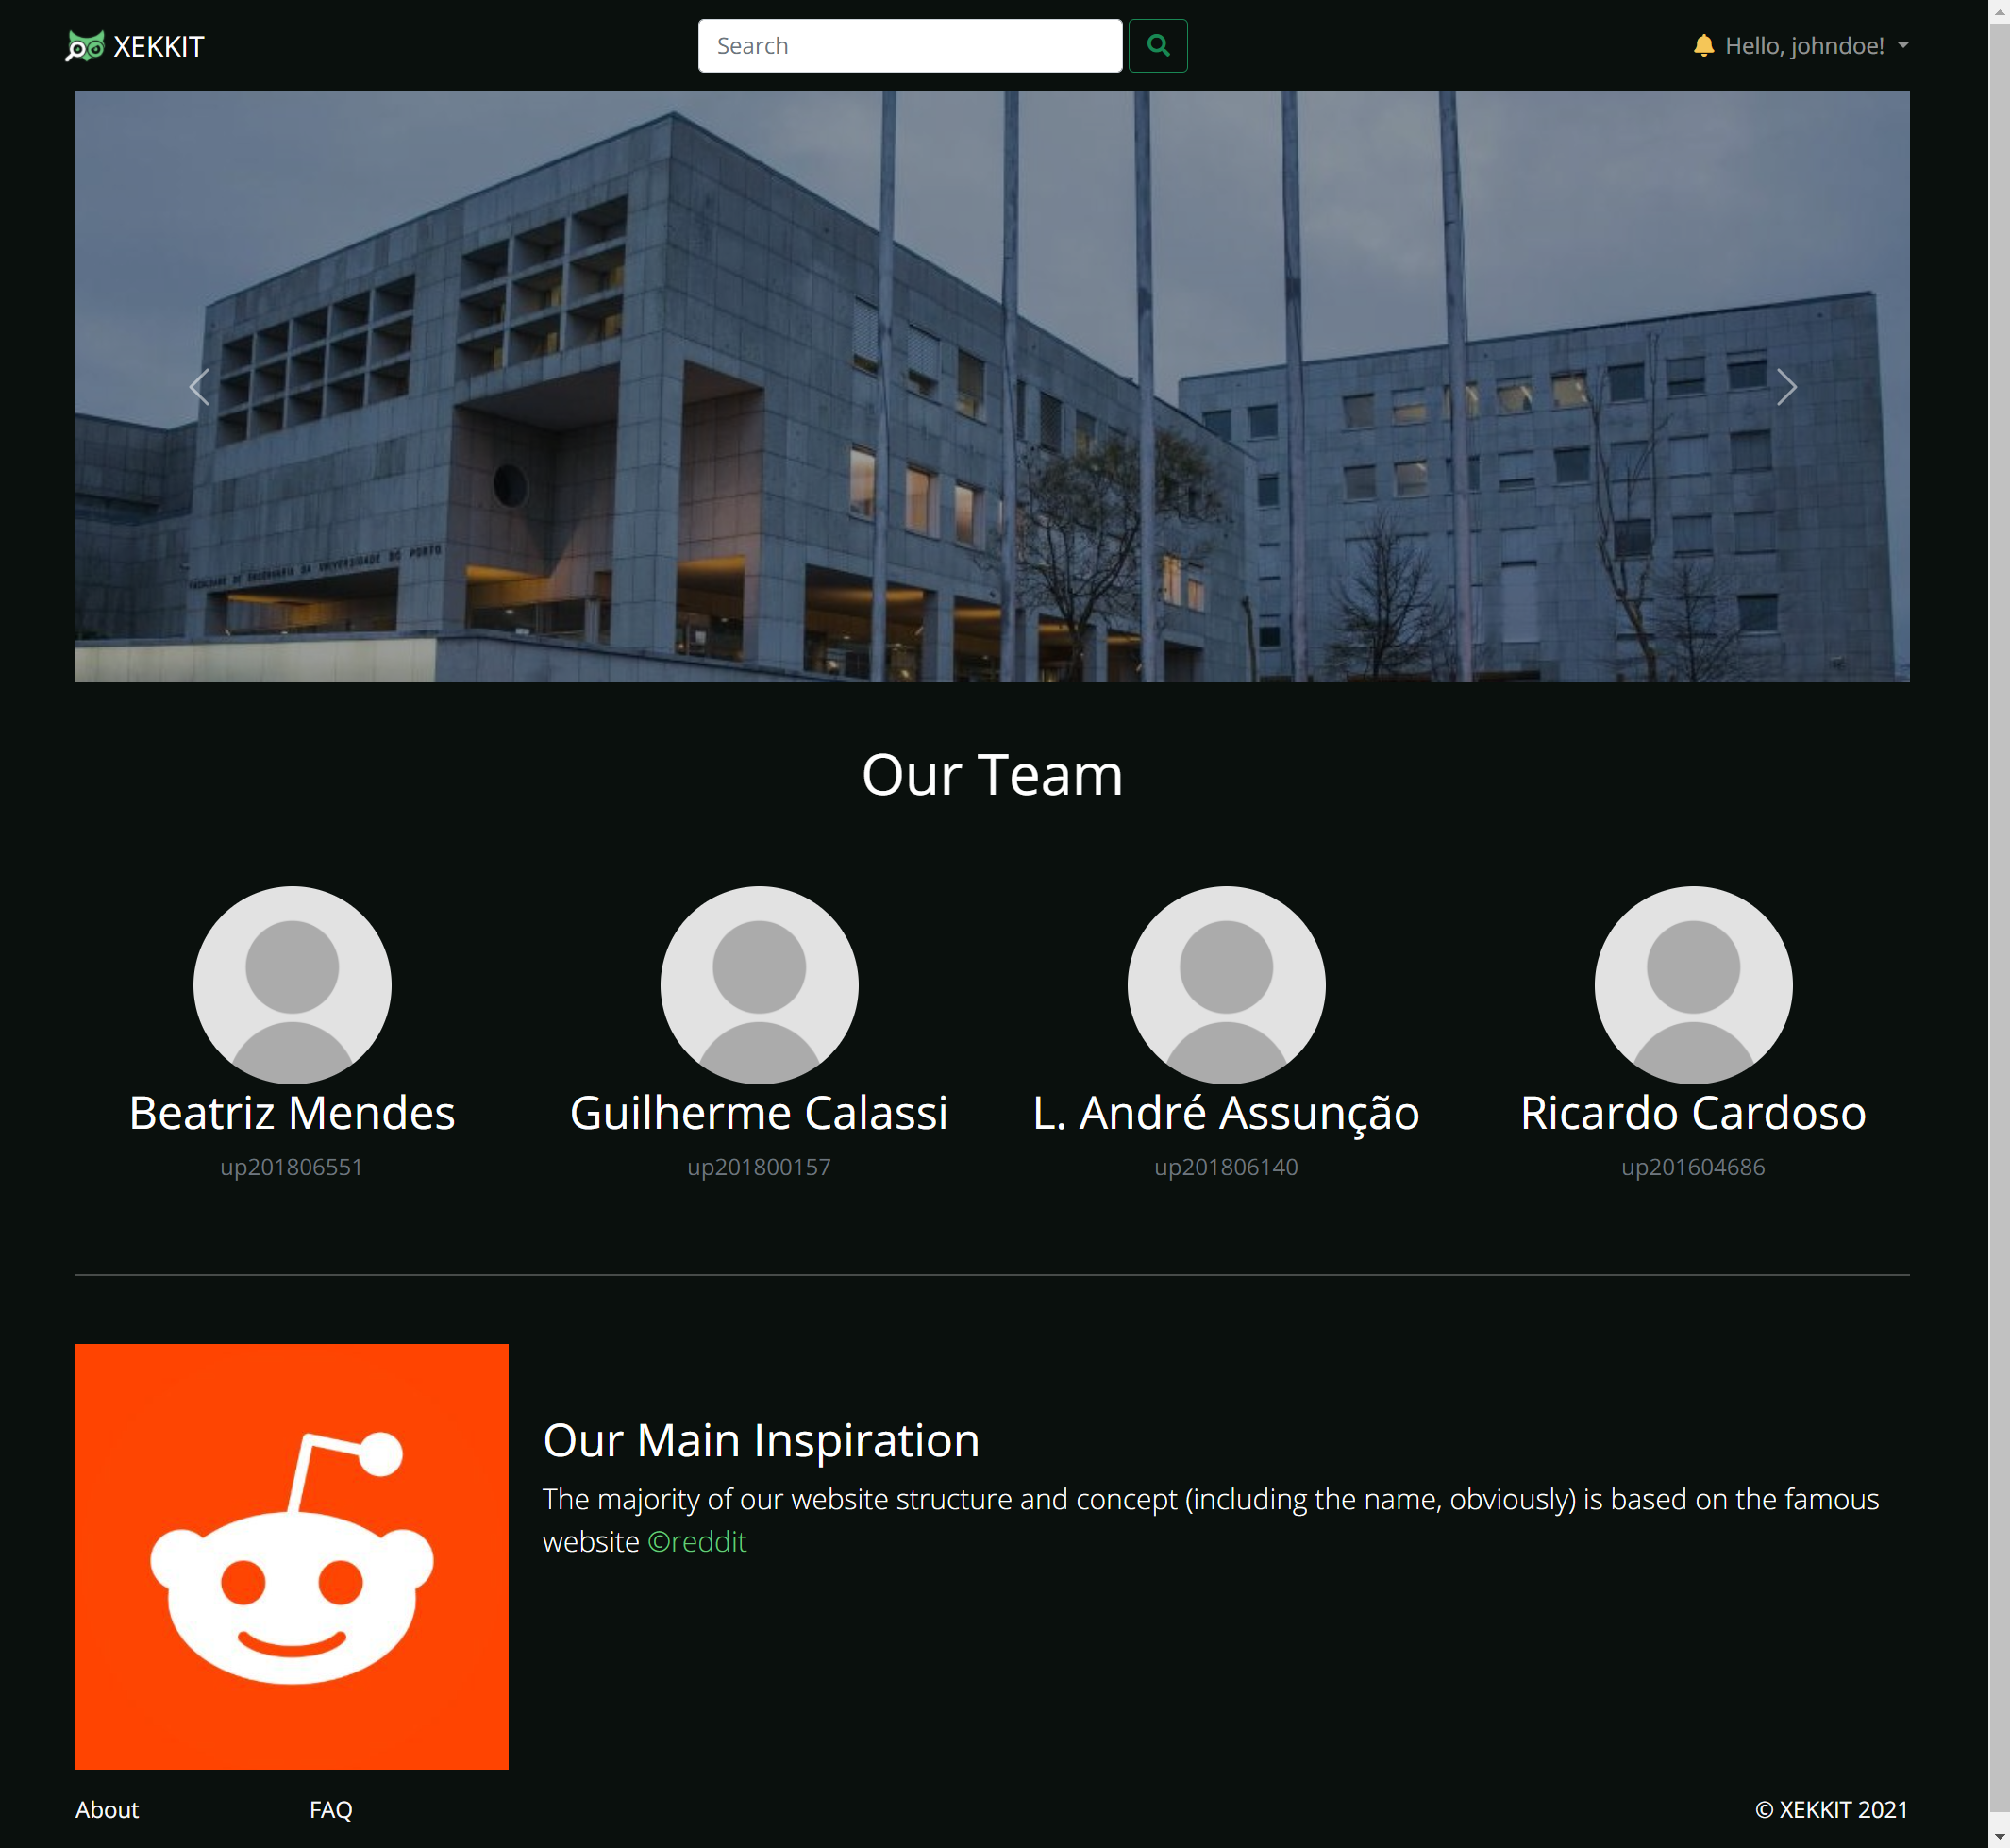 XEKKIT
Search
Hello, johndoe!
FACULDADE DE ENGENHARIA DA UNIVERSIDADE DO PORTO
Our Team
Beatriz Mendes
Guilherme Calassi
L. André Assunção
Ricardo Cardoso
up201806551
up201800157
up201806140
up201604686
Our Main Inspiration
The majority of our website structure and concept (including the name, obviously) is based on the famous
website ©reddit
About
FAQ
© XEKKIT 2021